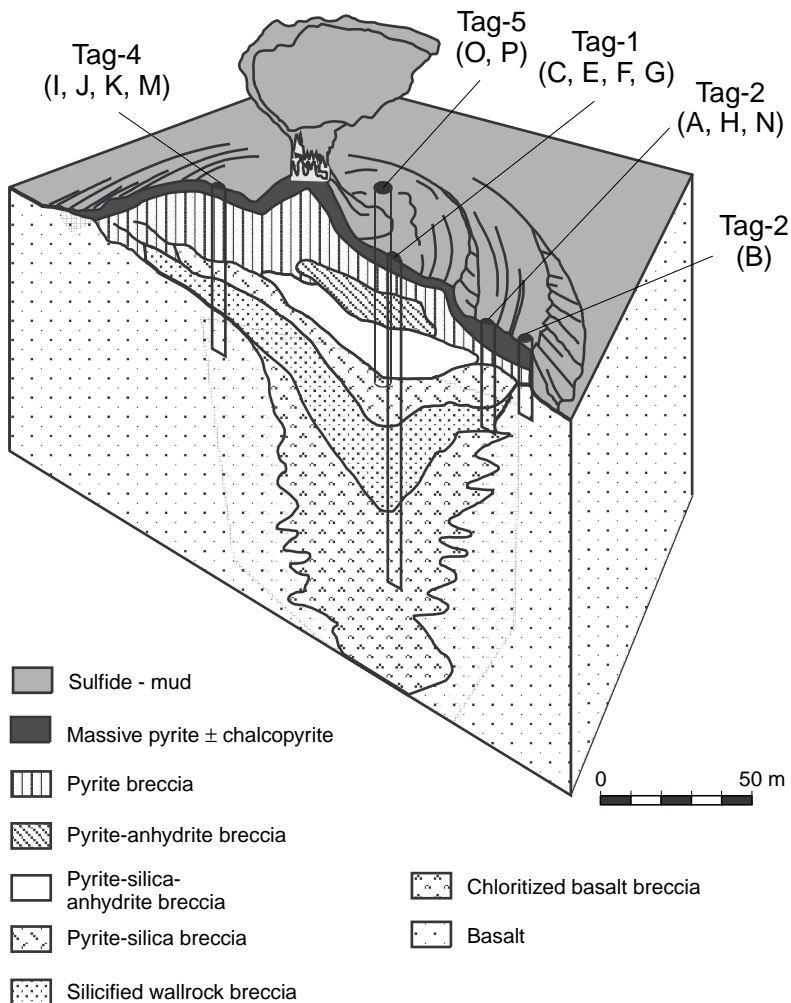 Tag-4
(I, J, K, M)
Tag-5
(O, P)
Tag-1
(C, E, F, G)
Tag-2
(A, H, N)
Tag-2
(B)
Sulfide - mud
Massive pyrite ± chalcopyrite
Pyrite breccia
Pyrite-anhydrite breccia
Pyrite-silica-
anhydrite breccia
Pyrite-silica breccia
Silicified wallrock breccia
0 50 m
Chloritized basalt breccia
Basalt